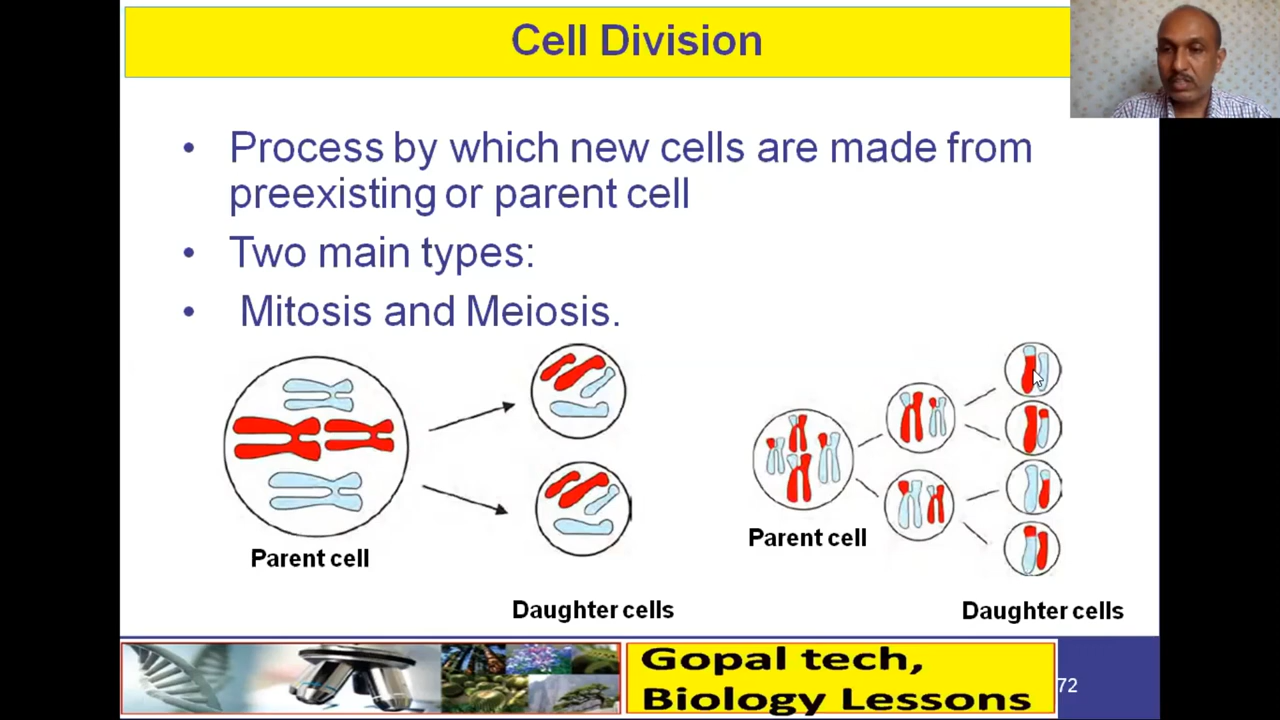 Cell Division
• Process by which new cells are made from
preexisting or parent cell
• Two main types:
• Mitosis and Meiosis.
Parent cell
Daughter cells
Parent cell
Daughter cells
Gopal tech,
Biology Lessons
72